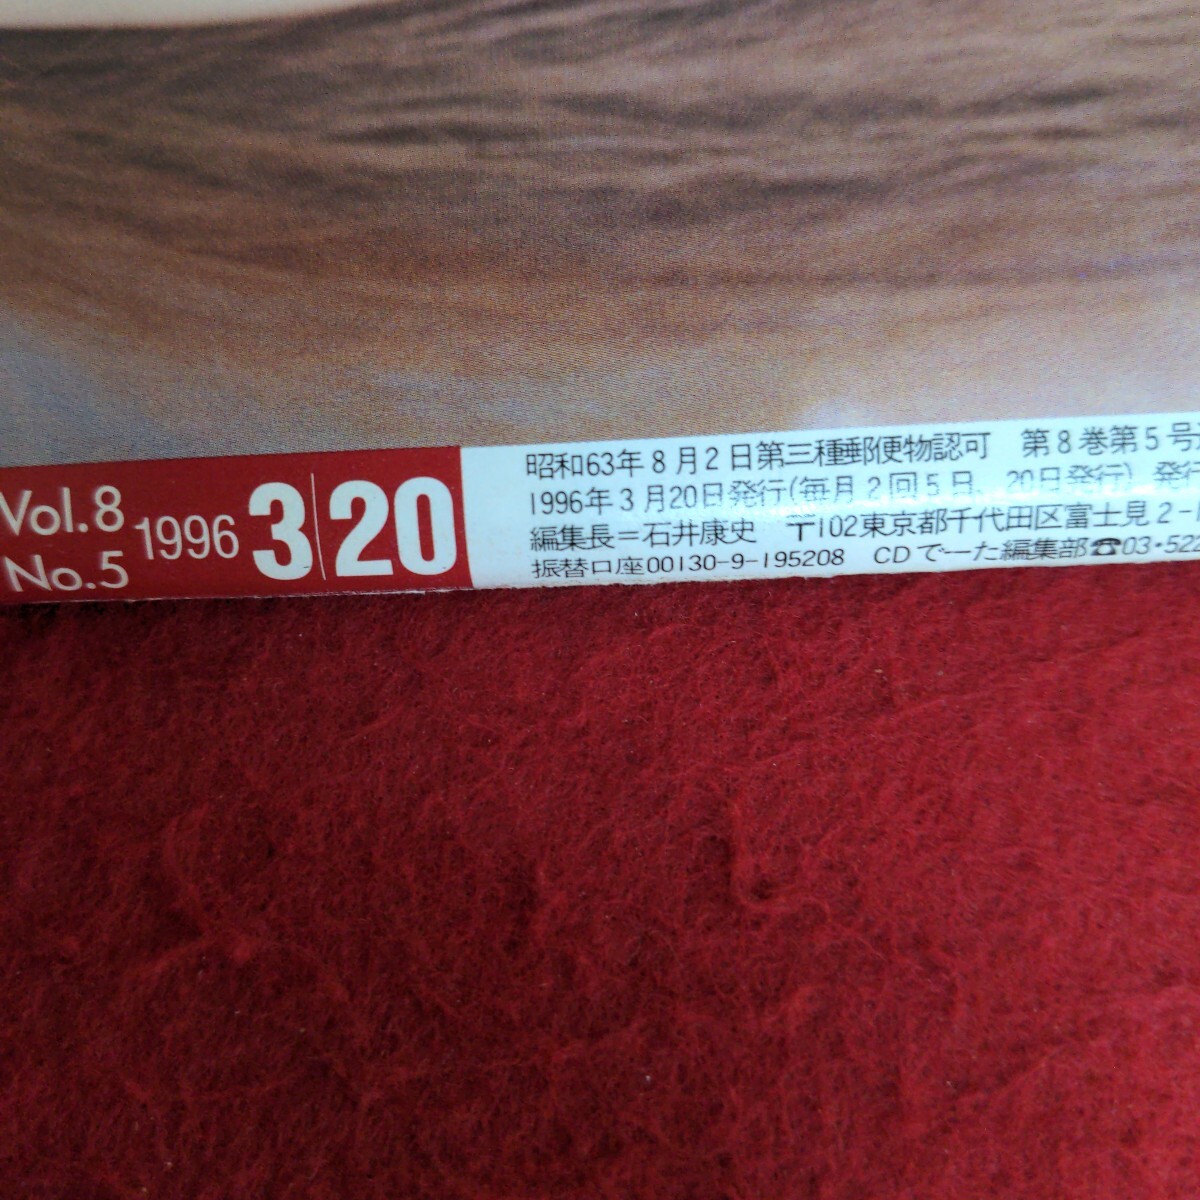 Vol.8
No.5
1996 3|20
昭和63年8月2日第三種郵便物認可 第8巻第5号
1996年3月20日発行(毎月2回5日、20日発行) 発行
編集長=石井康史 〒102東京都千代田区富士見2-
振替口座00130-9-195208 CDでーた編集部☎03・522